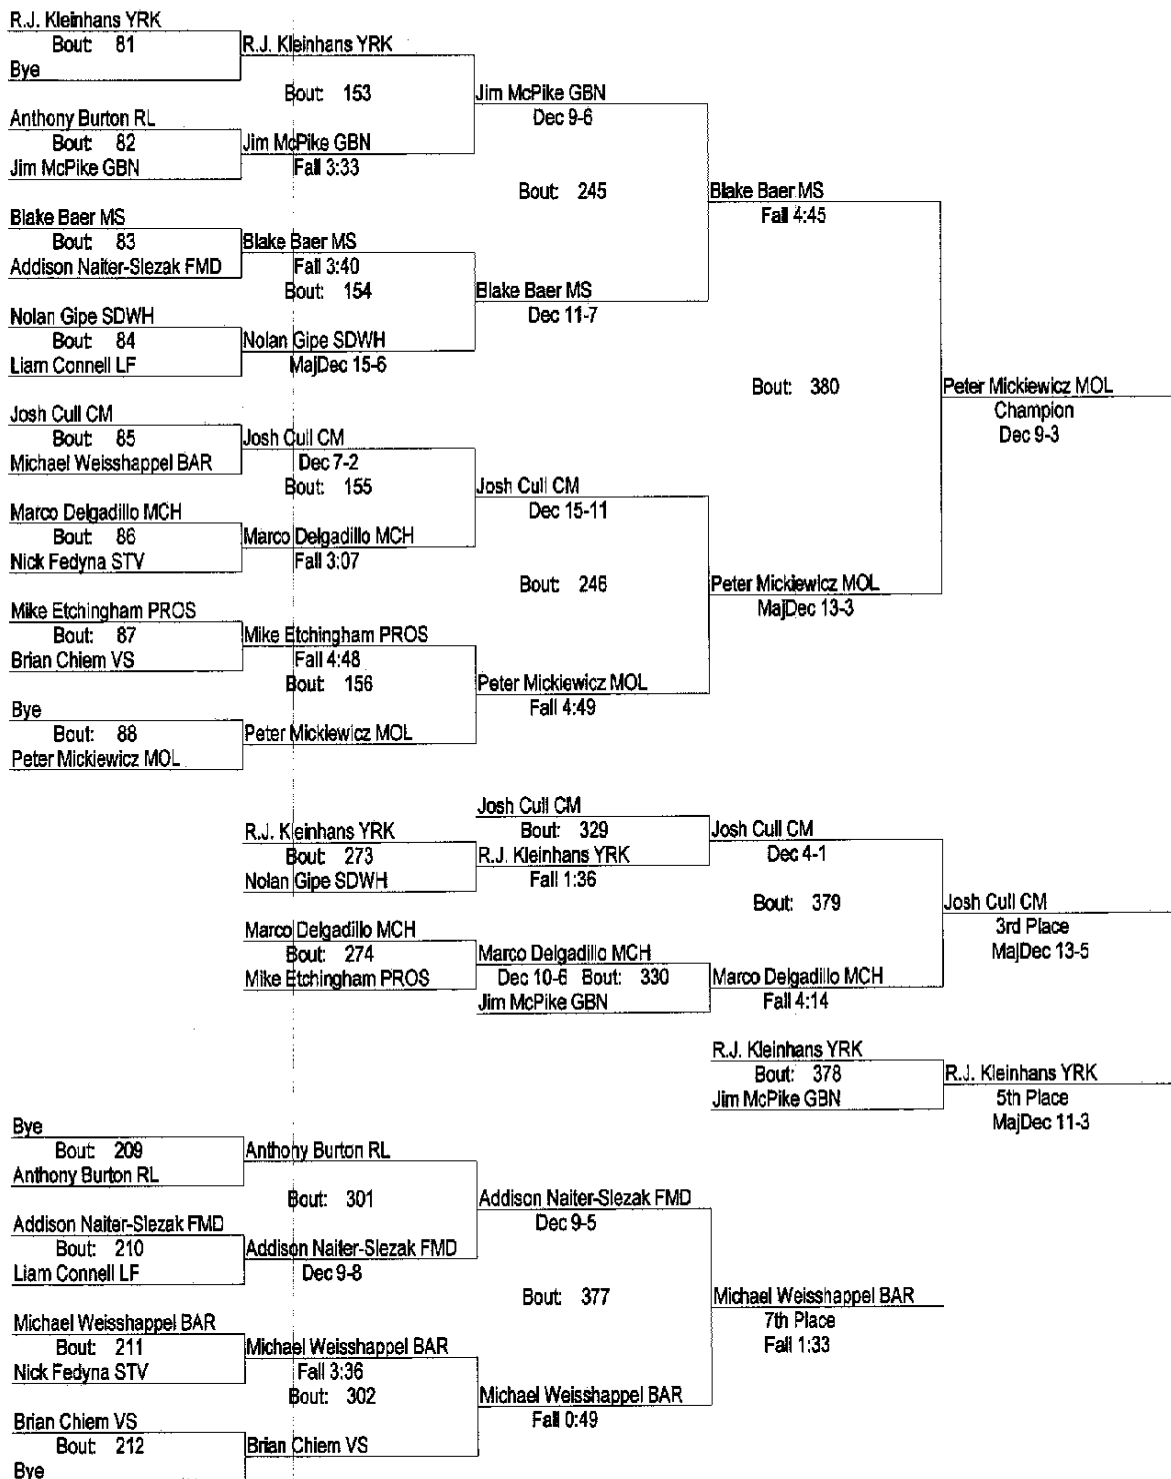 R.J. Kleinhans YRK
Bout: 81
Bye
R.J. Kleinhans YRK
Bout: 153
Anthony Burton RL
Bout: 82
Jim McPike GBN
Jim McPike GBN
Fall 3:33
Jim McPike GBN
Dec 9-6
Bout: 245
Blake Baer MS
Bout: 83
Addison Naiter-Slezak FMD
Blake Baer MS
Fall 3:40
Bout: 154
Nolan Gipe SDWH
Bout: 84
Liam Connell LF
Nolan Gipe SDWH
MajDec 15-6
Blake Baer MS
Dec 11-7
Blake Baer MS
Fall 4:45
Bout: 380
Josh Cull CM
Bout: 85
Michael Weisshappel BAR
Josh Cull CM
Dec 7-2
Bout: 155
Marco Delgadillo MCH
Bout: 86
Nick Fedyna STV
Marco Delgadillo MCH
Fall 3:07
Josh Cull CM
Dec 15-11
Bout: 246
Mike Etchingham PROS
Bout: 87
Brian Chiem VS
Mike Etchingham PROS
Fall 4:48
Bout: 156
Bye
Bout: 88
Peter Mickiewicz MOL
Peter Mickiewicz MOL
Peter Mickiewicz MOL
Fall 4:49
Peter Mickiewicz MOL
MajDec 13-3
Peter Mickiewicz MOL
Champion
Dec 9-3
R.J. Kleinhans YRK
Bout: 273
Nolan Gipe SDWH
Josh Cull CM
Bout: 329
R.J. Kleinhans YRK
Fall 1:36
Josh Cull CM
Dec 4-1
Bout: 379
Marco Delgadillo MCH
Bout: 274
Mike Etchingham PROS
Marco Delgadillo MCH
Dec 10-6 Bout: 330
Jim McPike GBN
Marco Delgadillo MCH
Fall 4:14
Josh Cull CM
3rd Place
MajDec 13-5
R.J. Kleinhans YRK
Bout: 378
Jim McPike GBN
R.J. Kleinhans YRK
5th Place
MajDec 11-3
Bye
Bout: 209
Anthony Burton RL
Anthony Burton RL
Bout: 301
Addison Naiter-Slezak FMD
Bout: 210
Liam Connell LF
Addison Naiter-Slezak FMD
Dec 9-8
Addison Naiter-Slezak FMD
Dec 9-5
Bout: 377
Michael Weisshappel BAR
Bout: 211
Nick Fedyna STV
Michael Weisshappel BAR
Fall 3:36
Bout: 302
Brian Chiem VS
Bout: 212
Bye
Brian Chiem VS
Michael Weisshappel BAR
Fall 0:49
Michael Weisshappel BAR
7th Place
Fall 1:33